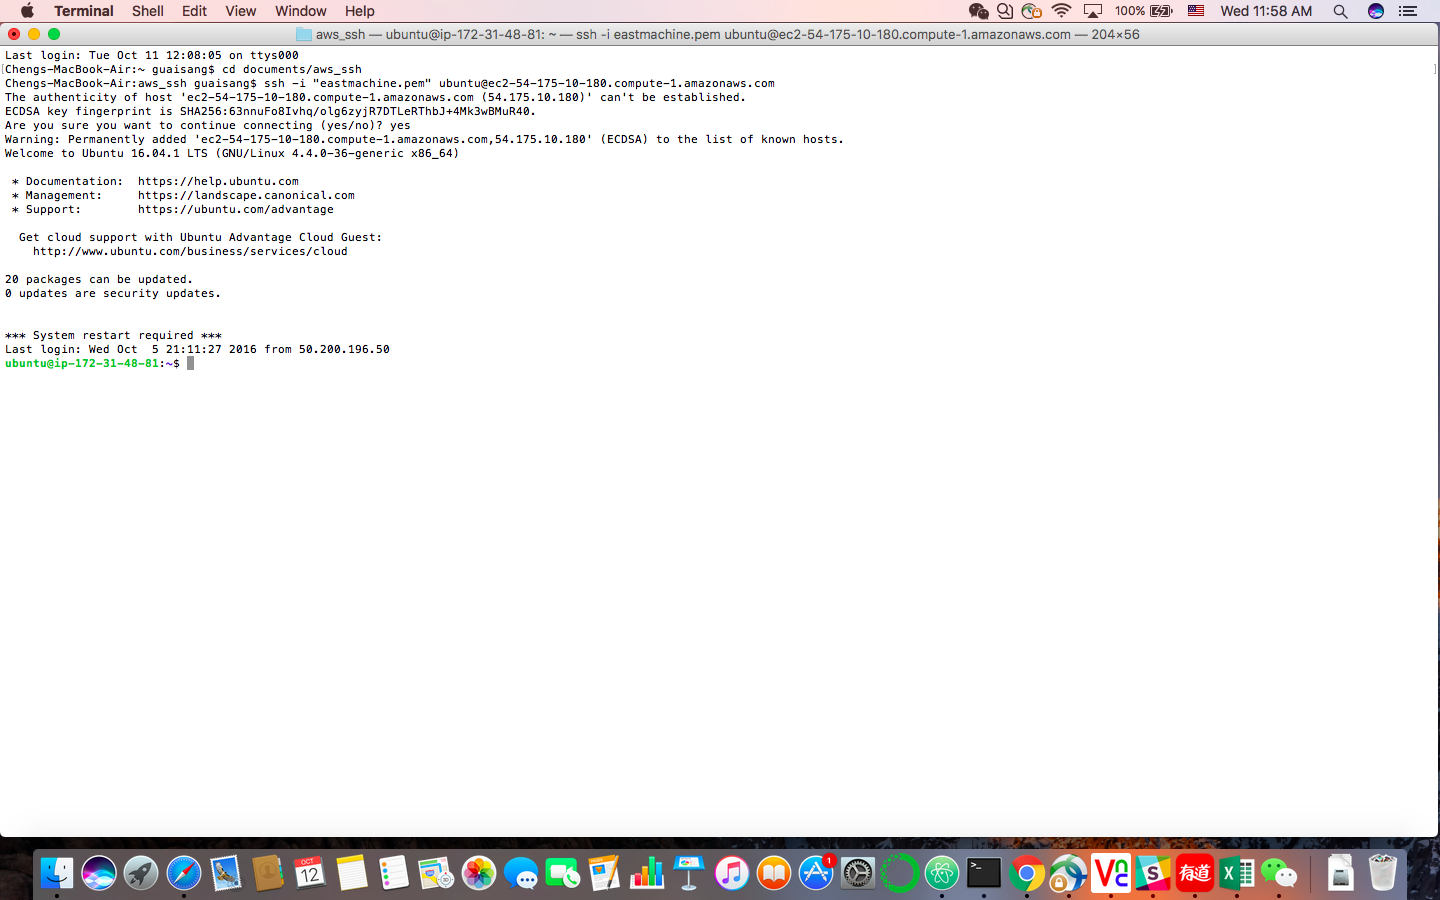 Terminal Shell Edit View Window Help 100% Wed 11:58 AM
aws_ssh — ubuntu@ip-172-31-48-81: ~ — ssh -i eastmachine.pem ubuntu@ec2-54-175-10-180.compute-1.amazonaws.com — 204×56
Last login: Tue Oct 11 12:08:05 on ttys000
[Chengs-MacBook-Air:~ guaisang$ cd documents/aws_ssh ]
Chengs-MacBook-Air:aws_ssh guaisang$ ssh -i "eastmachine.pem" ubuntu@ec2-54-175-10-180.compute-1.amazonaws.com
The authenticity of host 'ec2-54-175-10-180.compute-1.amazonaws.com (54.175.10.180)' can't be established.
ECDSA key fingerprint is SHA256:63nnuFo8Ivhq/olg6zyjR7DTLeRThbJ+4Mk3wBMuR40.
Are you sure you want to continue connecting (yes/no)? yes
Warning: Permanently added 'ec2-54-175-10-180.compute-1.amazonaws.com,54.175.10.180' (ECDSA) to the list of known hosts.
Welcome to Ubuntu 16.04.1 LTS (GNU/Linux 4.4.0-36-generic x86_64)
* Documentation: https://help.ubuntu.com
* Management: https://landscape.canonical.com
* Support: https://ubuntu.com/advantage
Get cloud support with Ubuntu Advantage Cloud Guest:
http://www.ubuntu.com/business/services/cloud
20 packages can be updated.
0 updates are security updates.
*** System restart required ***
Last login: Wed Oct  5 21:11:27 2016 from 50.200.196.50
ubuntu@ip-172-31-48-81:~$
OCT
12
1
>_
VNC
S
有道